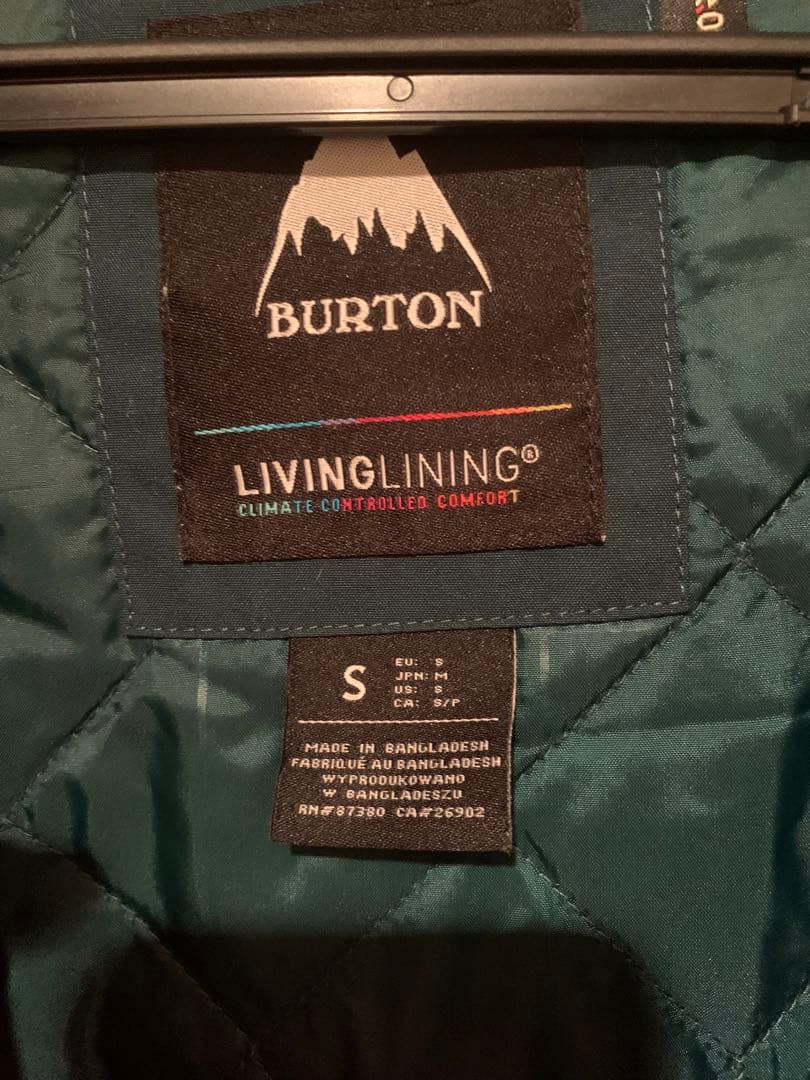 BURTON
LIVINGLINING®
CLIMATE CONTROLLED COMFORT
S
EU: S
JPN: M
US: S
CA: S/P
MADE IN BANGLADESH
FABRIQUÉ AU BANGLADESH
WYPRODUKOWANO
W BANGLADESZU
RN#87380 CA#26902